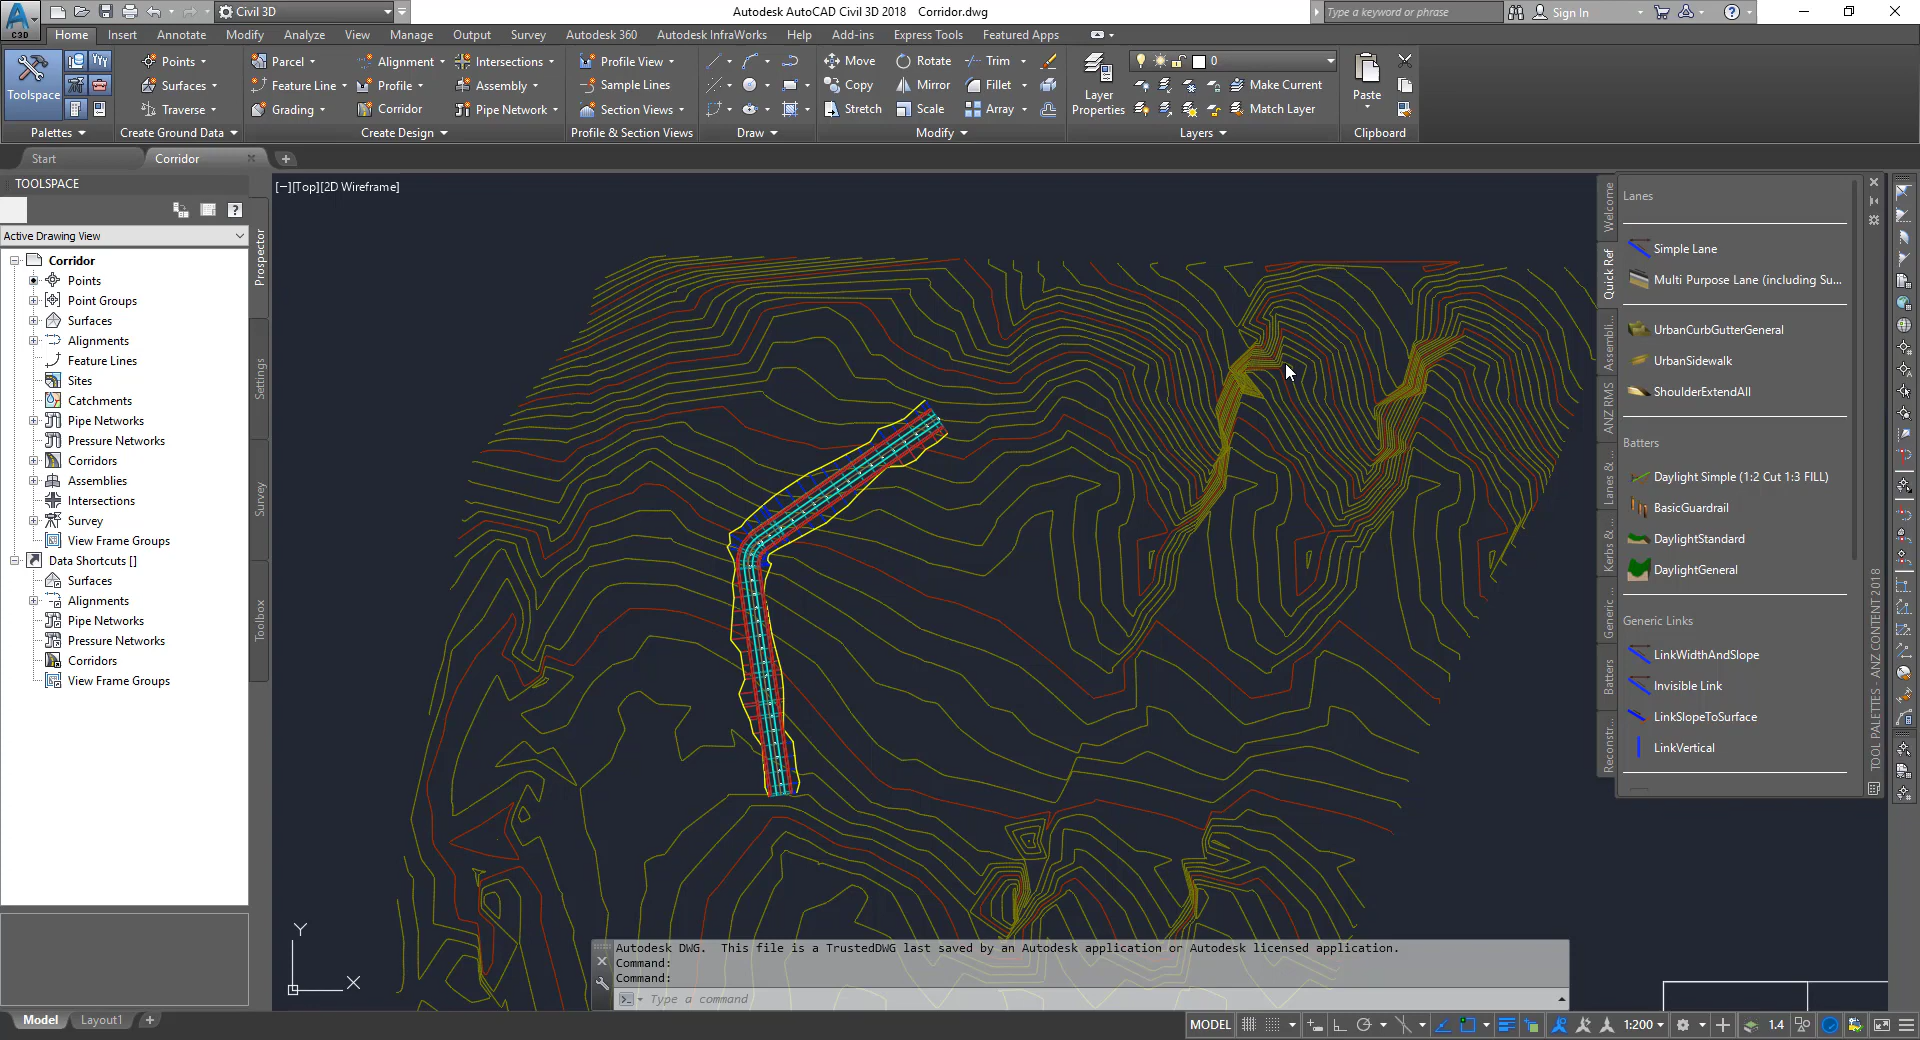 C3D
Civil 3D
Autodesk AutoCAD Civil 3D 2018 Corridor.dwg
Type a keyword or phrase
Sign In
Home Insert Annotate Modify Analyze View Manage Output Survey Autodesk 360 Autodesk InfraWorks Help Add-ins Express Tools Featured Apps
Toolspace
Palettes
Points
Surfaces
Traverse
Create Ground Data
Parcel
Feature Line
Grading
Alignment
Profile
Corridor
Intersections
Assembly
Pipe Network
Create Design
Profile View
Sample Lines
Section Views
Profile & Section Views
Draw
Move
Copy
Stretch
Rotate
Mirror
Scale
Trim
Fillet
Array
Modify
Layer
Properties
0
Make Current
Match Layer
Layers
Paste
Clipboard
Start
Corridor
TOOLSPACE
Active Drawing View
Corridor
Points
Point Groups
Surfaces
Alignments
Feature Lines
Sites
Catchments
Pipe Networks
Pressure Networks
Corridors
Assemblies
Intersections
Survey
View Frame Groups
Data Shortcuts []
Surfaces
Alignments
Pipe Networks
Pressure Networks
Corridors
View Frame Groups
Prospector
Settings
Survey
Toolbox
[−][Top][2D Wireframe]
Y
X
Welcome
Quick Ref
Assembli...
ANZ RMS
Lanes &...
Kerbs &...
Generic ...
Batters
Reconstr...
Lanes
Simple Lane
Multi Purpose Lane (including Su...
UrbanCurbGutterGeneral
UrbanSidewalk
ShoulderExtendAll
Batters
Daylight Simple (1:2 Cut 1:3 FILL)
BasicGuardrail
DaylightStandard
DaylightGeneral
Generic Links
LinkWidthAndSlope
Invisible Link
LinkSlopeToSurface
LinkVertical
TOOL PALETTES - ANZ CONTENT 2018
Autodesk DWG. This file is a TrustedDWG last saved by an Autodesk application or Autodesk licensed application.
Command:
Command:
Type a command
Model Layout1
MODEL
1:200
1.4